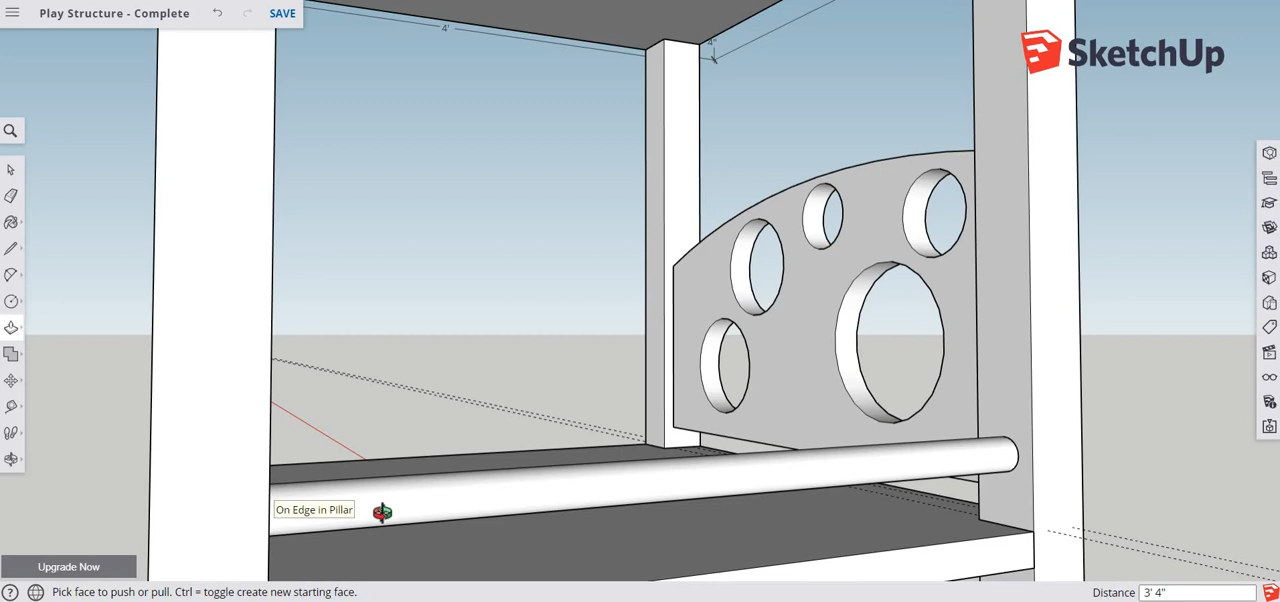 Play Structure - Complete
SAVE
SketchUp
4'
4"
On Edge in Pillar
Upgrade Now
Pick face to push or pull. Ctrl = toggle create new starting face.
Distance 3' 4"